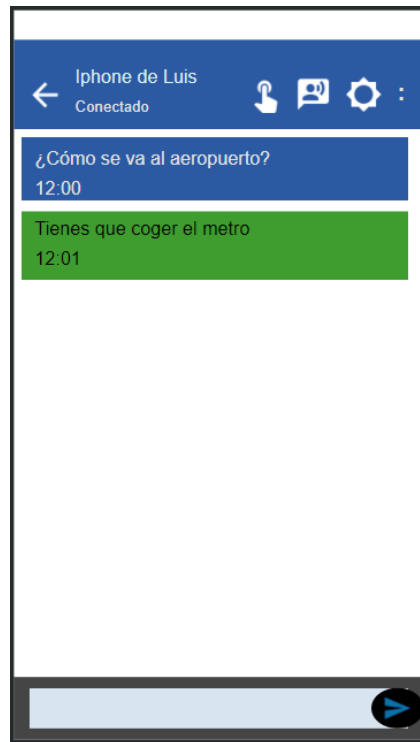 Iphone de Luis
Conectado
¿Cómo se va al aeropuerto?
12:00
Tienes que coger el metro
12:01